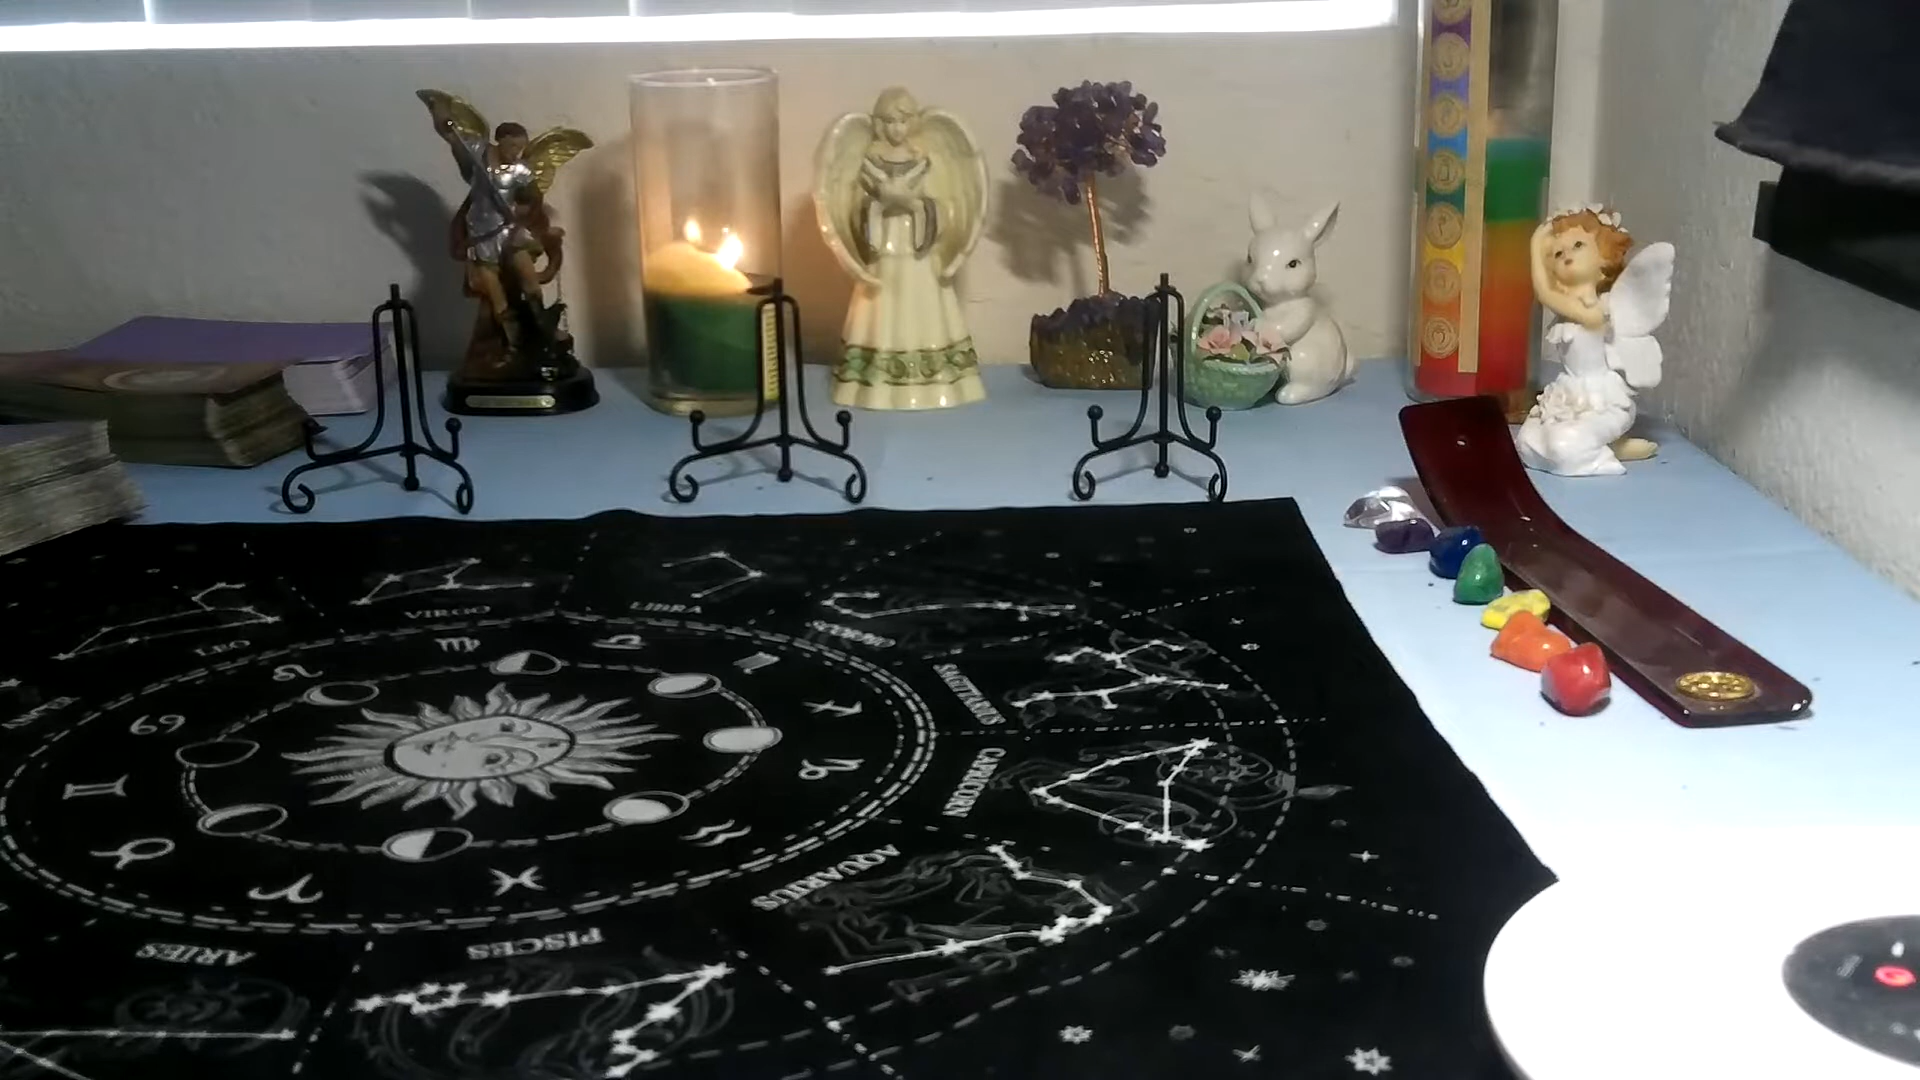 LEO
VIRGO
LIBRA
SCORPIO
SAGITTARIUS
CAPRICORN
AQUARIUS
PISCES
ARIES